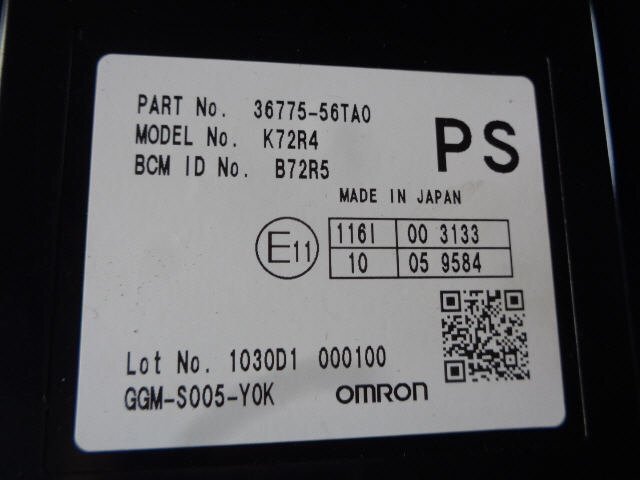 PART No. 36775-56TA0
MODEL No. K72R4
BCM ID No. B72R5
PS
MADE IN JAPAN
E11
116I 00 3133
10 05 9584
Lot No. 1030D1 000100
GGM-S005-Y0K OMRON